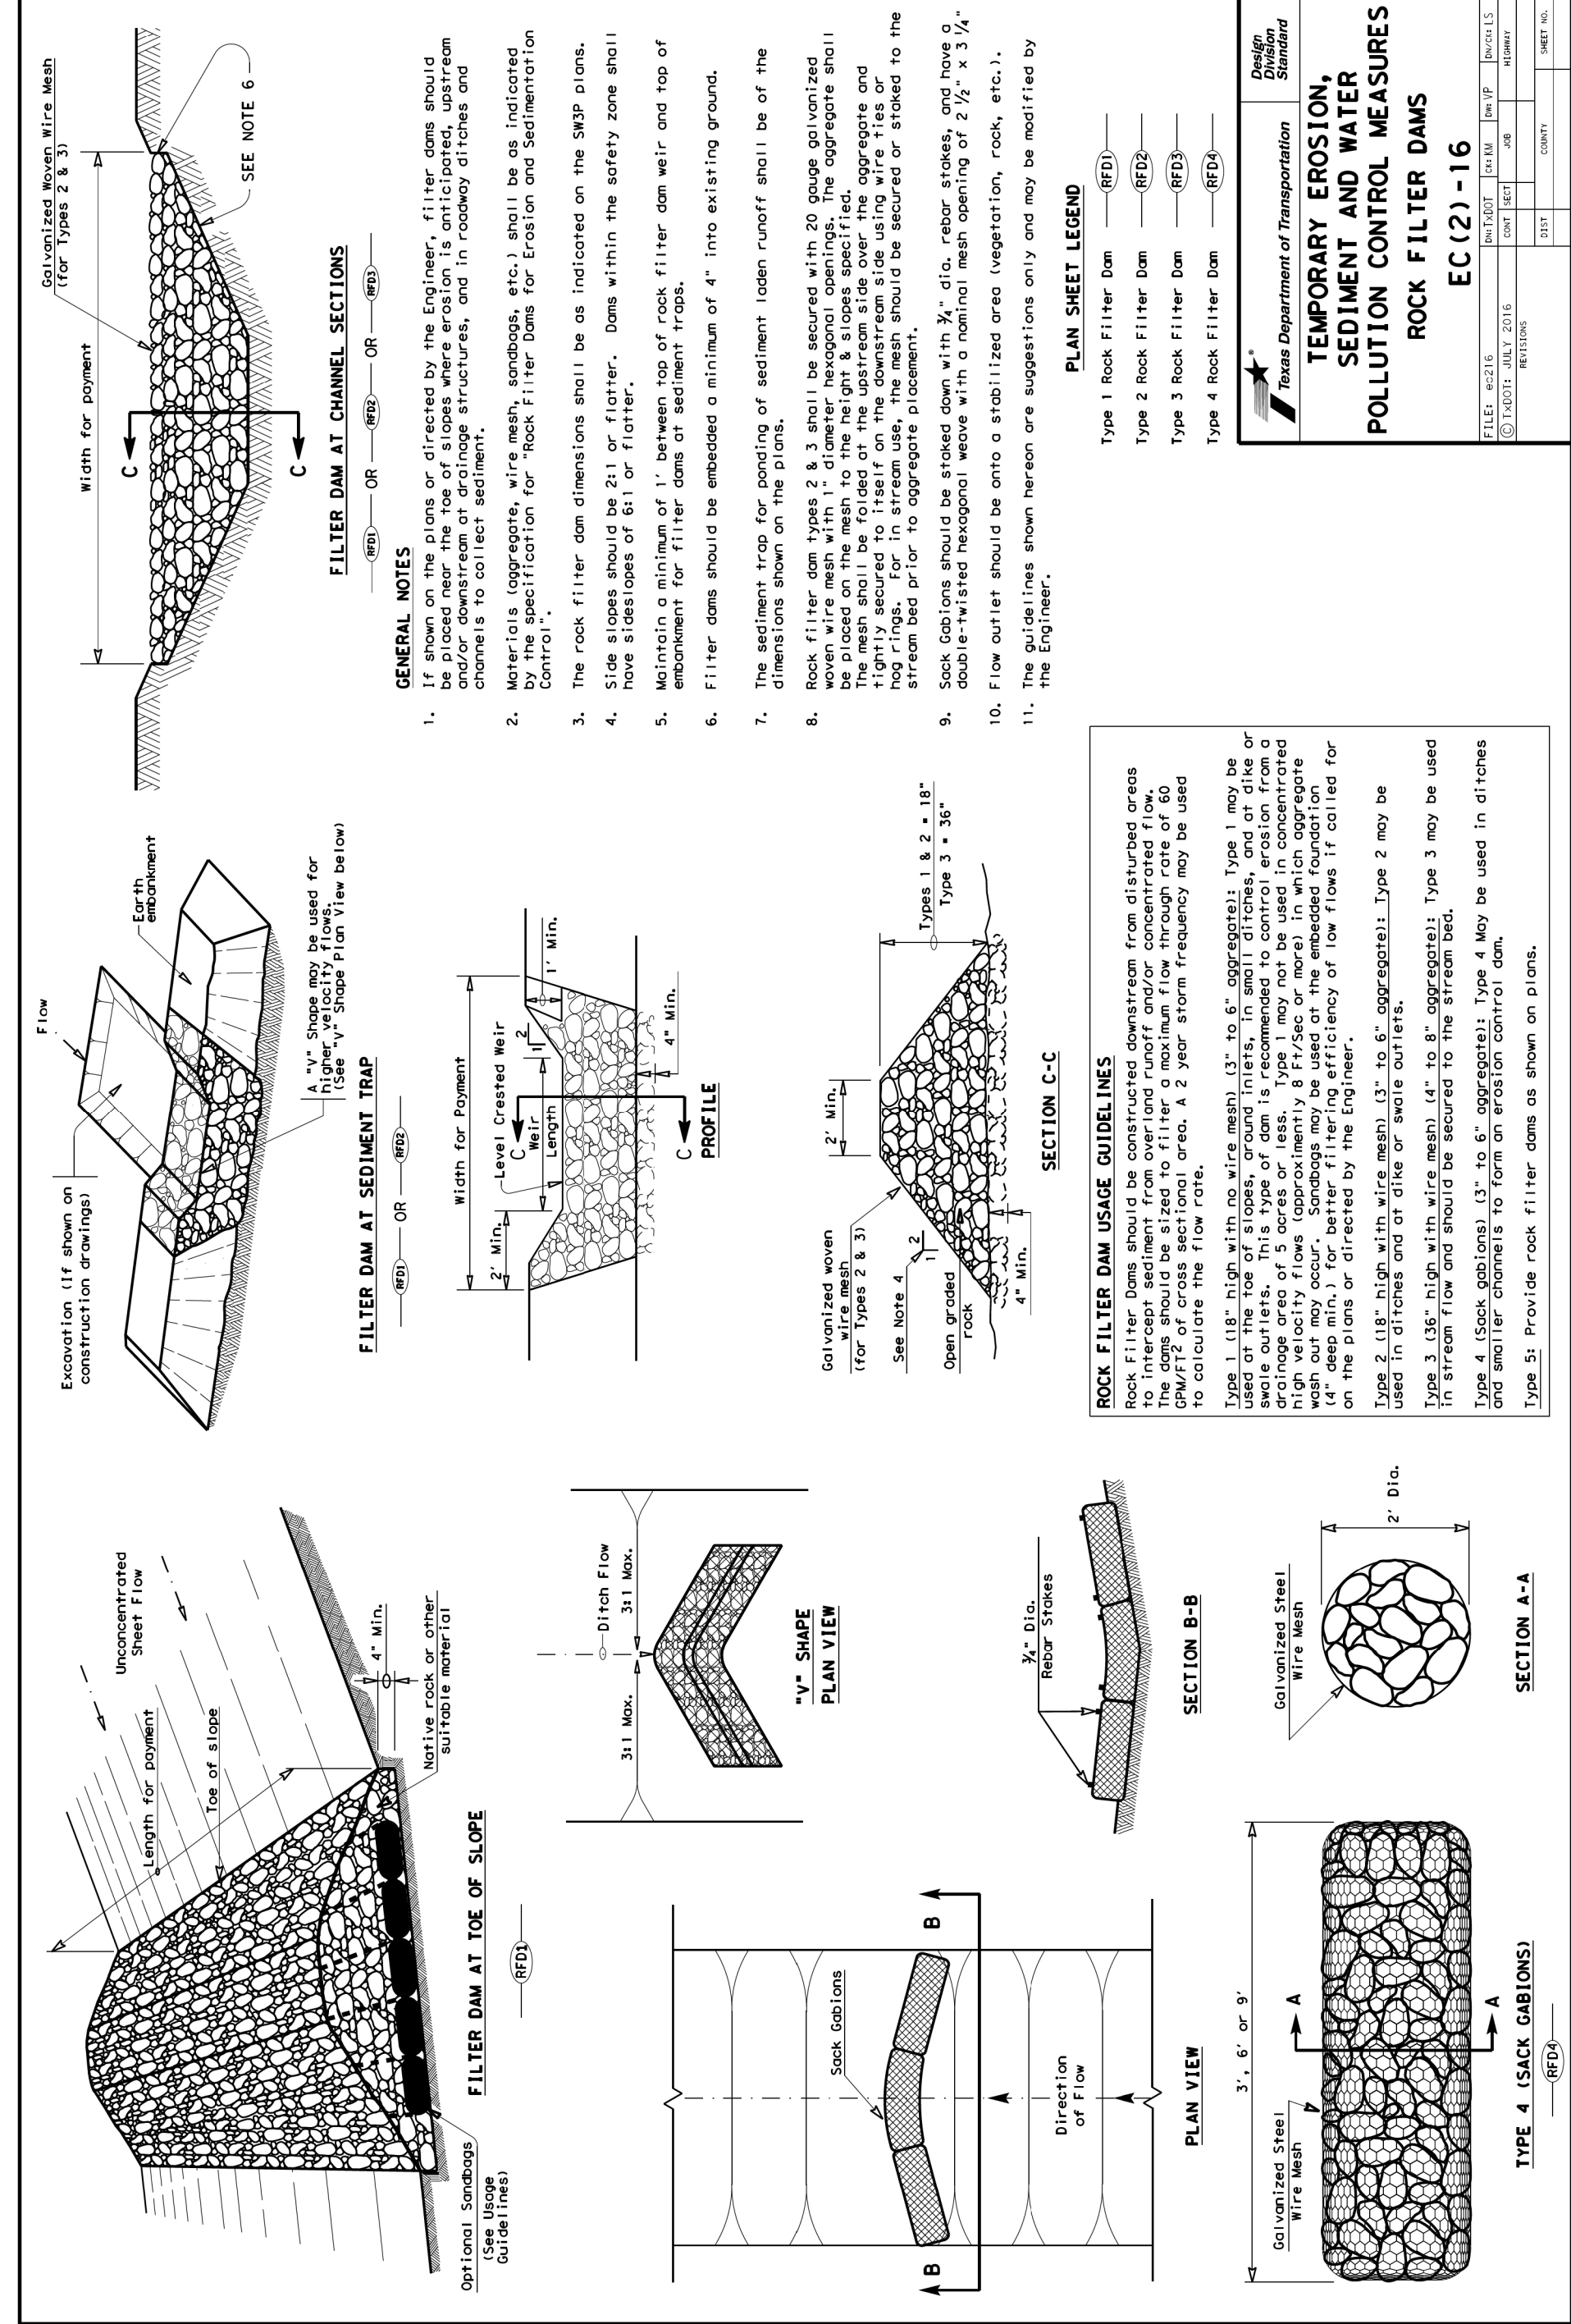 Unconcentrated
Sheet Flow
Length for payment
Toe of slope
4" Min.
Native rock or other
suitable material
Optional Sandbags
(See Usage
Guidelines)
FILTER DAM AT TOE OF SLOPE
RFD1
Ditch Flow
3:1 Max.
3:1 Max.
"V" SHAPE
PLAN VIEW
Sack Gabions
Direction
of Flow
B
B
PLAN VIEW
¾" Dia.
Rebar Stakes
SECTION B-B
Galvanized Steel
Wire Mesh
3', 6' or 9'
A
A
TYPE 4 (SACK GABIONS)
RFD4
Galvanized Steel
Wire Mesh
2' Dia.
SECTION A-A
Flow
Excavation (If shown on
construction drawings)
Earth
embankment
A "V" Shape may be used for
higher velocity flows.
(See "V" Shape Plan View below)
FILTER DAM AT SEDIMENT TRAP
RFD1 OR RFD2
Width for Payment
2' Min.
Level Crested Weir
C
Weir
Length
2
1
1' Min.
4" Min.
C
PROFILE
Galvanized woven
wire mesh
(for Types 2 & 3)
See Note 4
Open graded
rock
2
1
2' Min.
Types 1 & 2 = 18"
Type 3 = 36"
4" Min.
SECTION C-C
ROCK FILTER DAM USAGE GUIDELINES
Rock Filter Dams should be constructed downstream from disturbed areas
to intercept sediment from overland runoff and/or concentrated flow.
The dams should be sized to filter a maximum flow through rate of 60
GPM/FT² of cross sectional area. A 2 year storm frequency may be used
to calculate the flow rate.
Type 1 (18" high with no wire mesh) (3" to 6" aggregate): Type 1 may be
used at the toe of slopes, around inlets, in small ditches, and at dike or
swale outlets. This type of dam is recommended to control erosion from a
drainage area of 5 acres or less. Type 1 may not be used in concentrated
high velocity flows (approximently 8 Ft/Sec or more) in which aggregate
wash out may occur. Sandbags may be used at the embedded foundation
(4" deep min.) for better filtering efficiency of low flows if called for
on the plans or directed by the Engineer.
Type 2 (18" high with wire mesh) (3" to 6" aggregate): Type 2 may be
used in ditches and at dike or swale outlets.
Type 3 (36" high with wire mesh) (4" to 8" aggregate): Type 3 may be used
in stream flow and should be secured to the stream bed.
Type 4 (Sack gabions) (3" to 6" aggregate): Type 4 May be used in ditches
and smaller channels to form an erosion control dam.
Type 5: Provide rock filter dams as shown on plans.
Galvanized Woven Wire Mesh
(for Types 2 & 3)
Width for payment
C
C
SEE NOTE 6
FILTER DAM AT CHANNEL SECTIONS
RFD1 OR RFD2 OR RFD3
GENERAL NOTES
1. If shown on the plans or directed by the Engineer, filter dams should
be placed near the toe of slopes where erosion is anticipated, upstream
and/or downstream at drainage structures, and in roadway ditches and
channels to collect sediment.
2. Materials (aggregate, wire mesh, sandbags, etc.) shall be as indicated
by the specification for "Rock Filter Dams for Erosion and Sedimentation
Control".
3. The rock filter dam dimensions shall be as indicated on the SW3P plans.
4. Side slopes should be 2:1 or flatter. Dams within the safety zone shall
have sideslopes of 6:1 or flatter.
5. Maintain a minimum of 1' between top of rock filter dam weir and top of
embankment for filter dams at sediment traps.
6. Filter dams should be embedded a minimum of 4" into existing ground.
7. The sediment trap for ponding of sediment laden runoff shall be of the
dimensions shown on the plans.
8. Rock filter dam types 2 & 3 shall be secured with 20 gauge galvanized
woven wire mesh with 1" diameter hexagonal openings. The aggregate shall
be placed on the mesh to the height & slopes specified.
The mesh shall be folded at the upstream side over the aggregate and
tightly secured to itself on the downstream side using wire ties or
hog rings. For in stream use, the mesh should be secured or staked to the
stream bed prior to aggregate placement.
9. Sack Gabions should be staked down with ¾" dia. rebar stakes, and have a
double-twisted hexagonal weave with a nominal mesh opening of 2 ½" x 3 ¼"
10. Flow outlet should be onto a stabilized area (vegetation, rock, etc.).
11. The guidelines shown hereon are suggestions only and may be modified by
the Engineer.
PLAN SHEET LEGEND
Type 1 Rock Filter Dam RFD1
Type 2 Rock Filter Dam RFD2
Type 3 Rock Filter Dam RFD3
Type 4 Rock Filter Dam RFD4
®
Texas Department of Transportation
Design
Division
Standard
TEMPORARY EROSION,
SEDIMENT AND WATER
POLLUTION CONTROL MEASURES
ROCK FILTER DAMS
EC(2)-16
FILE: ec216 DN: TxDOT CK: KM DW: VP DN/CK: LS
© TxDOT: JULY 2016 CONT SECT JOB HIGHWAY
REVISIONS
DIST COUNTY SHEET NO.